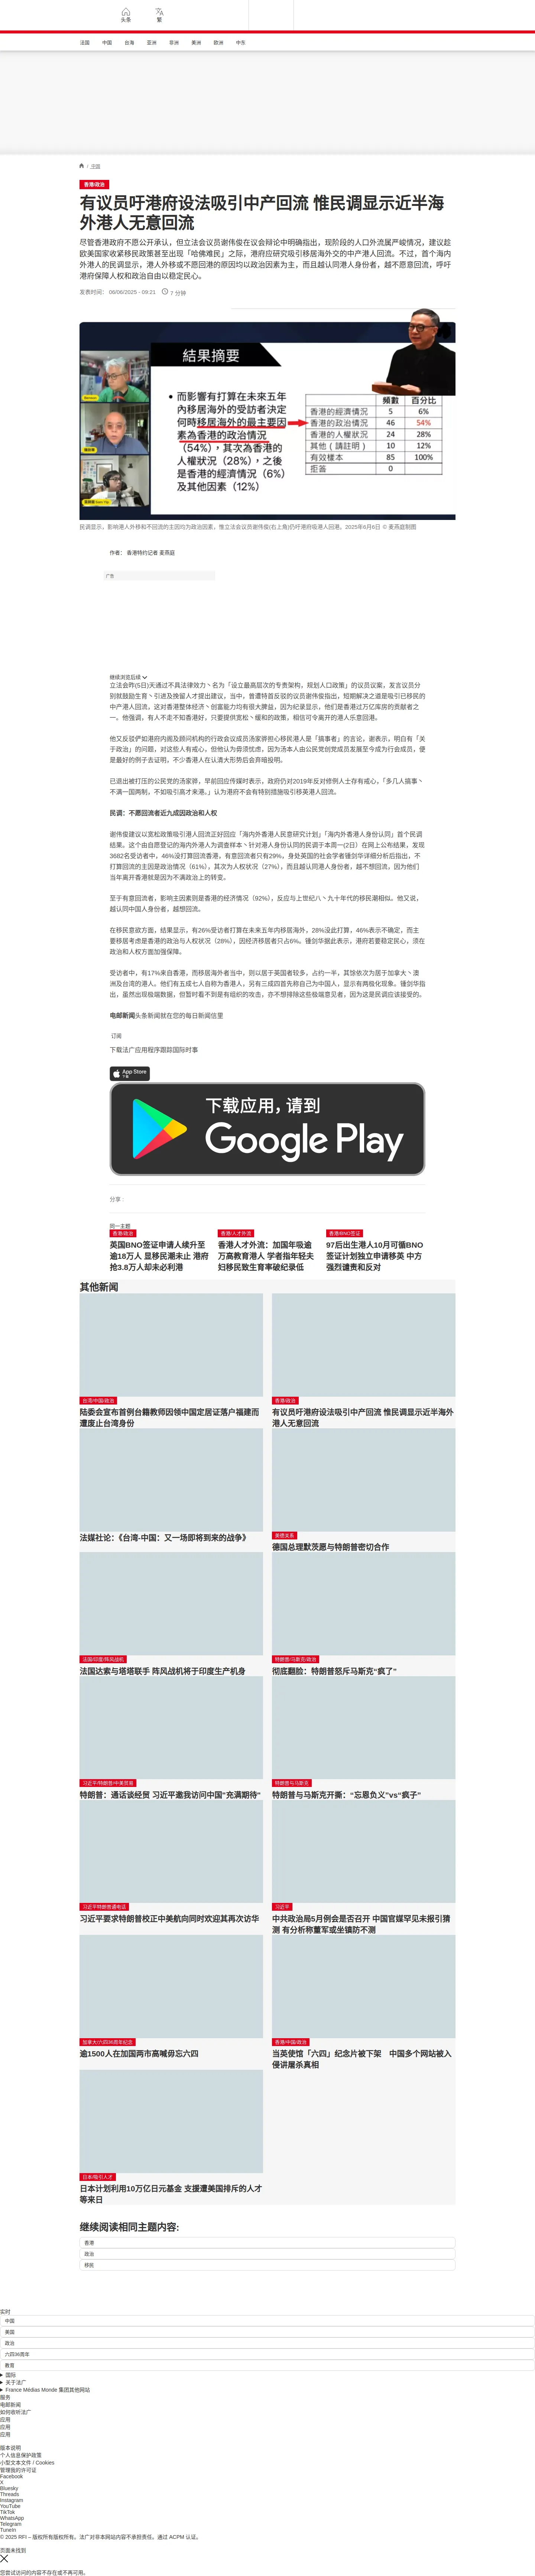 头条
繁
法国
中国
台海
亚洲
非洲
美洲
欧洲
中东
/ 中国
香港/政治
有议员吁港府设法吸引中产回流 惟民调显示近半海
外港人无意回流
尽管香港政府不愿公开承认，但立法会议员谢伟俊在议会辩论中明确指出，现阶段的人口外流属严峻情况，建议趁
欧美国家收紧移民政策甚至出现「哈佛难民」之际，港府应研究吸引移居海外交的中产港人回流。不过，首个海内
外港人的民调显示，港人外移或不愿回港的原因均以政治因素为主，而且越认同港人身份者，越不愿意回流，呼吁
港府保障人权和政治自由以稳定民心。
发表时间： 06/06/2025 - 09:21
7 分钟
結果摘要
而影響有打算在未來五年
內移居海外的受訪者決定
何時移居海外的最主要因
素為香港的政治情況
（54%），其次為香港的
人權狀況（28%），之後
是香港的經濟情況（6%）
及其他因素（12%）
頻數 百分比
香港的經濟情況 5 6%
香港的政治情況 46 54%
香港的人權狀況 24 28%
其他（請註明） 10 12%
有效樣本 85 100%
拒答 0
民调显示，影响港人外移和不回流的主因均为政治因素，惟立法会议员谢伟俊(右上角)仍吁港府吸港人回港。2025年6月6日 © 麦燕庭制图
作者： 香港特约记者 麦燕庭
广告
继续浏览后续
立法会昨(5日)天通过不具法律效力丶名为「设立最高层次的专责架构，规划人口政策」的议员议案，发言议员分
别就鼓励生育丶引进及挽留人才提出建议，当中，曾遭特首反驳的议员谢伟俊指出，短期解决之道是吸引已移民的
中产港人回流，这对香港整体经济丶创富能力均有很大脾益，因为纪录显示，他们是香港过万亿库房的贡献者之
一。他强调，有人不走不知香港好，只要提供宽松丶缓和的政策，相信可令离开的港人乐意回港。
他又反驳俨如港府内阁及顾问机构的行政会议成员汤家骅担心移民港人是「搞事者」的言论，谢表示，明白有「关
于政治」的问题，对这些人有戒心，但他认为毋须忧虑，因为汤本人由公民党创党成员发展至今成为行会成员，便
是最好的例子去证明，不少香港人在认清大形势后会弃暗投明。
已退出被打压的公民党的汤家骅，早前回应传媒时表示，政府仍对2019年反对修例人士存有戒心，「多几人搞事丶
不满一国两制，不如吸引高才来港。」认为港府不会有特别措施吸引移英港人回流。
民调：不愿回流者近九成因政治和人权
谢伟俊建议以宽松政策吸引港人回流正好回应「海内外香港人民意研究计划」「海内外香港人身份认同」首个民调
结果。这个由自愿登记的海内外港人为调查样本丶针对港人身份认同的民调于本周一(2日）在网上公布结果，发现
3682名受访者中，46%没打算回流香港，有意回流者只有29%，身处英国的社会学者锺剑华详细分析后指出，不
打算回流的主因是政治情况（61%），其次为人权状况（27%），而且越认同港人身份者，越不想回流，因为他们
当年离开香港就是因为不满政治上的转变。
至于有意回流者，影响主因素则是香港的经济情况（92%），反应与上世纪八丶九十年代的移民潮相似。他又说，
越认同中国人身份者，越想回流。
在移民意欲方面，结果显示，有26%受访者打算在未来五年内移居海外，28%没此打算，46%表示不确定，而主
要移居考虑是香港的政治与人权状况（28%），因经济移居者只占6%。锺剑华据此表示，港府若要稳定民心，须在
政治和人权方面加强保障。
受访者中，有17%来自香港，而移居海外者当中，则以居于英国者较多，占约一半，其馀依次为居于加拿大丶澳
洲及台湾的港人。他们有五成七人自称为香港人，另有三成四首先称自己为中国人，显示有两极化现象。锺剑华指
出，虽然出现极端数据，但暂时看不到是有组织的攻击，亦不想排除这些极端意见者，因为这是民调应该接受的。
电邮新闻头条新闻就在您的每日新闻信里
订阅
下载法广应用程序跟踪国际时事
App Store
下载应用，请到
Google Play
分享 :
同一主题
香港/政治
英国BNO签证申请人续升至
逾18万人 显移民潮未止 港府
抢3.8万人却未必利港
香港/人才外流
香港人才外流：加国年吸逾
万高教育港人 学者指年轻夫
妇移民致生育率破纪录低
香港/BNO签证
97后出生港人10月可循BNO
签证计划独立申请移英 中方
强烈谴责和反对
其他新闻
台湾/中国/政治
陆委会宣布首例台籍教师因领中国定居证落户福建而
遭废止台湾身份
香港/政治
有议员吁港府设法吸引中产回流 惟民调显示近半海外
港人无意回流
法媒社论：《台湾-中国：又一场即将到来的战争》
美德关系
德国总理默茨愿与特朗普密切合作
法国/印度/阵风战机
法国达索与塔塔联手 阵风战机将于印度生产机身
特朗普/马斯克/政治
彻底翻脸：特朗普怒斥马斯克“疯了”
习近平/特朗普/中美贸易
特朗普：通话谈经贸 习近平邀我访问中国"充满期待"
特朗普与马斯克
特朗普与马斯克开撕：“忘恩负义”vs“疯子”
习近平特朗普通电话
习近平要求特朗普校正中美航向同时欢迎其再次访华
习近平
中共政治局5月例会是否召开 中国官媒罕见未报引猜
测 有分析称董军或坐镇防不测
加拿大/六四36周年纪念
逾1500人在加国两市高喊毋忘六四
香港/中国/政治
当英使馆「六四」纪念片被下架　中国多个网站被入
侵讲屠杀真相
日本/吸引人才
日本计划利用10万亿日元基金 支援遭美国排斥的人才
等来日
继续阅读相同主题内容:
香港
政治
移民
实时
中国
美国
政治
六四36周年
教育
国际
关于法广
France Médias Monde 集团其他网站
服务
电邮新闻
如何收听法广
应用
应用
应用
版本说明
个人信息保护政策
小型文本文件 / Cookies
管理我的许可证
Facebook
X
Bluesky
Threads
Instagram
YouTube
TikTok
WhatsApp
Telegram
TuneIn
© 2025 RFI – 版权所有版权所有。法广对非本网站内容不承担责任。通过 ACPM 认证。
页面未找到
您尝试访问的内容不存在或不再可用。